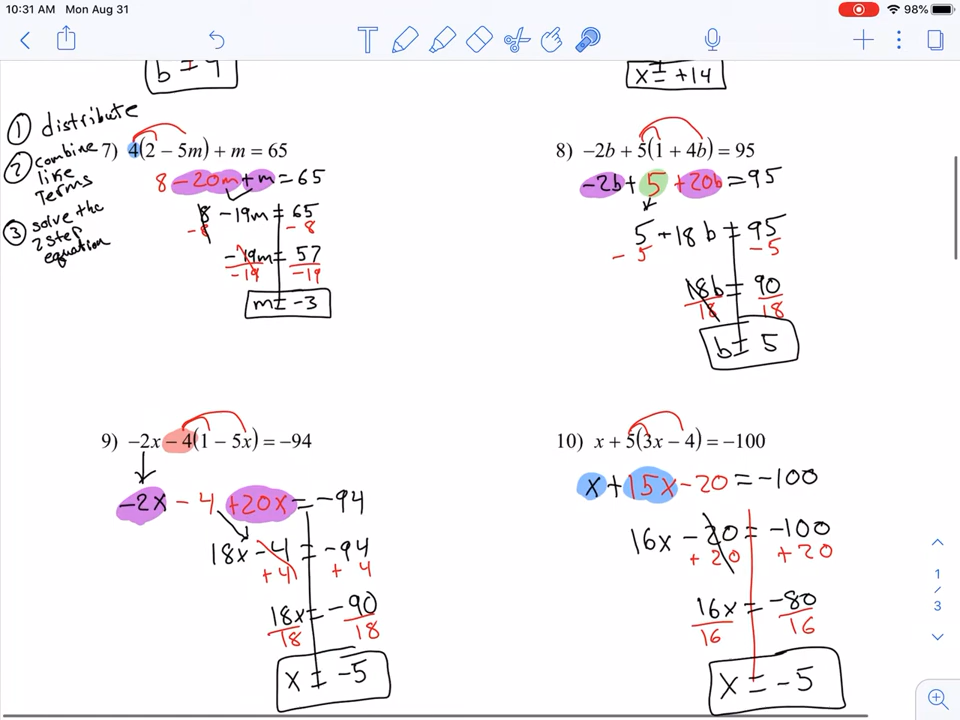 10:31 AM Mon Aug 31
98%
T
b = 9
x = +14
① distribute
② combine like terms
③ solve the 2 step equation
7) 4(2 − 5m) + m = 65
8 − 20m + m = 65
8 − 19m = 65
−8 −8
−19m = 57
−19 −19
m = −3
8) −2b + 5(1 + 4b) = 95
−2b + 5 + 20b = 95
5 + 18b = 95
−5 −5
18b = 90
18 18
b = 5
9) −2x − 4(1 − 5x) = −94
−2x − 4 + 20x = −94
18x − 4 = −94
+4 +4
18x = −90
18 18
x = −5
10) x + 5(3x − 4) = −100
x + 15x − 20 = −100
16x − 20 = −100
+20 +20
16x = −80
16 16
x = −5
1
/
3